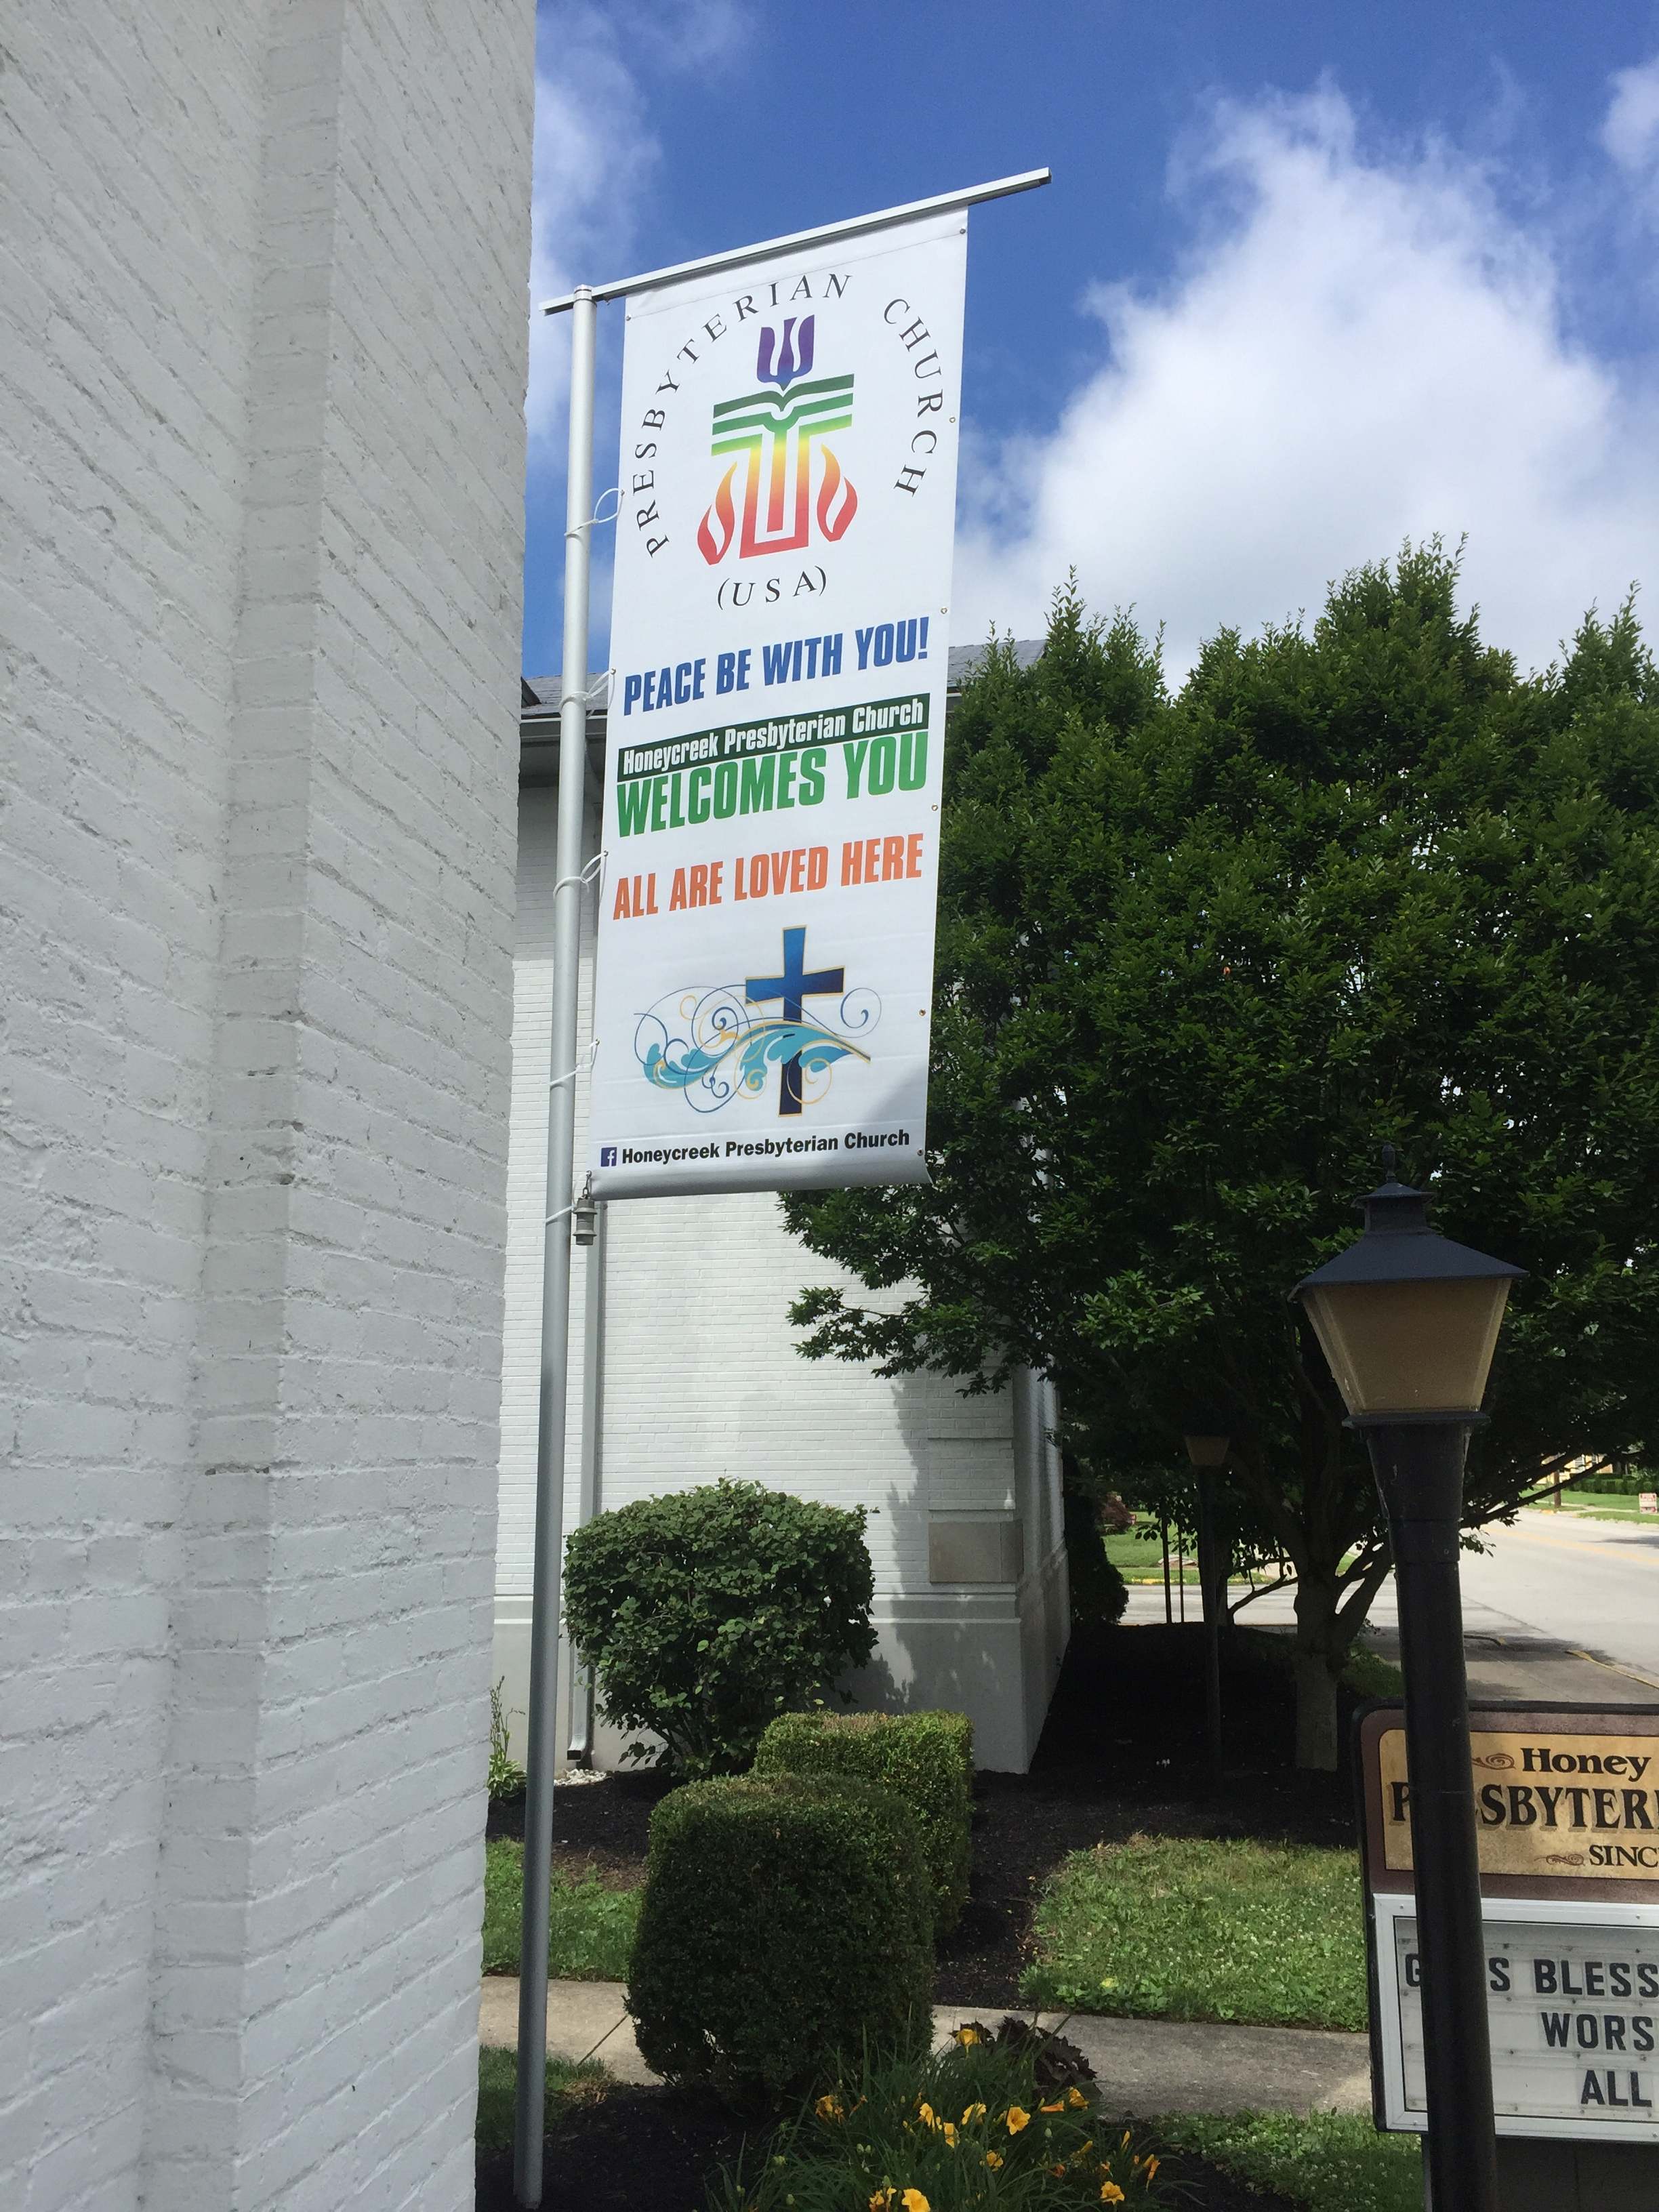 PRESBYTERIAN CHURCH
(USA)
PEACE BE WITH YOU!
Honeycreek Presbyterian Church
WELCOMES YOU
ALL ARE LOVED HERE
f Honeycreek Presbyterian Church
Honey
SINC
S BLESS
WORS
ALL